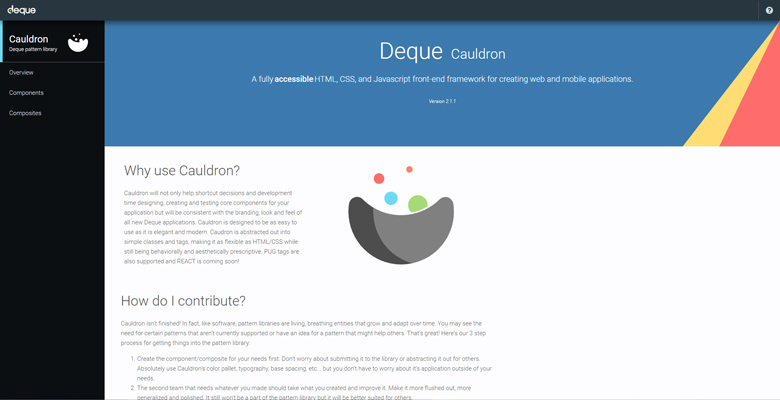 deque
Cauldron
Deque pattern library
Overview
Components
Composites
Deque Cauldron
A fully accessible HTML, CSS, and Javascript front-end framework for creating web and mobile applications.
Version 2.1.1
Why use Cauldron?
Cauldron will not only help shortcut decisions and development
time designing, creating and testing core components for your
application but will be consistent with the branding, look and feel of
all new Deque applications. Cauldron is designed to be as easy to
use as it is elegant and modern. Caudron is abstracted out into
simple classes and tags, making it as flexible as HTML/CSS while
still being behaviorally and aesthetically prescriptive. PUG tags are
also supported and REACT is coming soon!
How do I contribute?
Cauldron isn't finished! In fact, like software, pattern libraries are living, breathing entities that grow and adapt over time. You may see the
need for certain patterns that aren't currently supported or have an idea for a pattern that might help others. That's great! Here's our 3 step
process for getting things into the pattern library:
1. Create the component/composite for your needs first. Don't worry about submitting it to the library or abstracting it out for others.
Absolutely use Cauldron's color pallet, typography, base spacing, etc... but you don't have to worry about it's application outside of your
needs.
2. The second team that needs whatever you made should take what you created and improve it. Make it more flushed out, more
generalized and polished. It still won't be a part of the pattern library but it will be better suited for others.